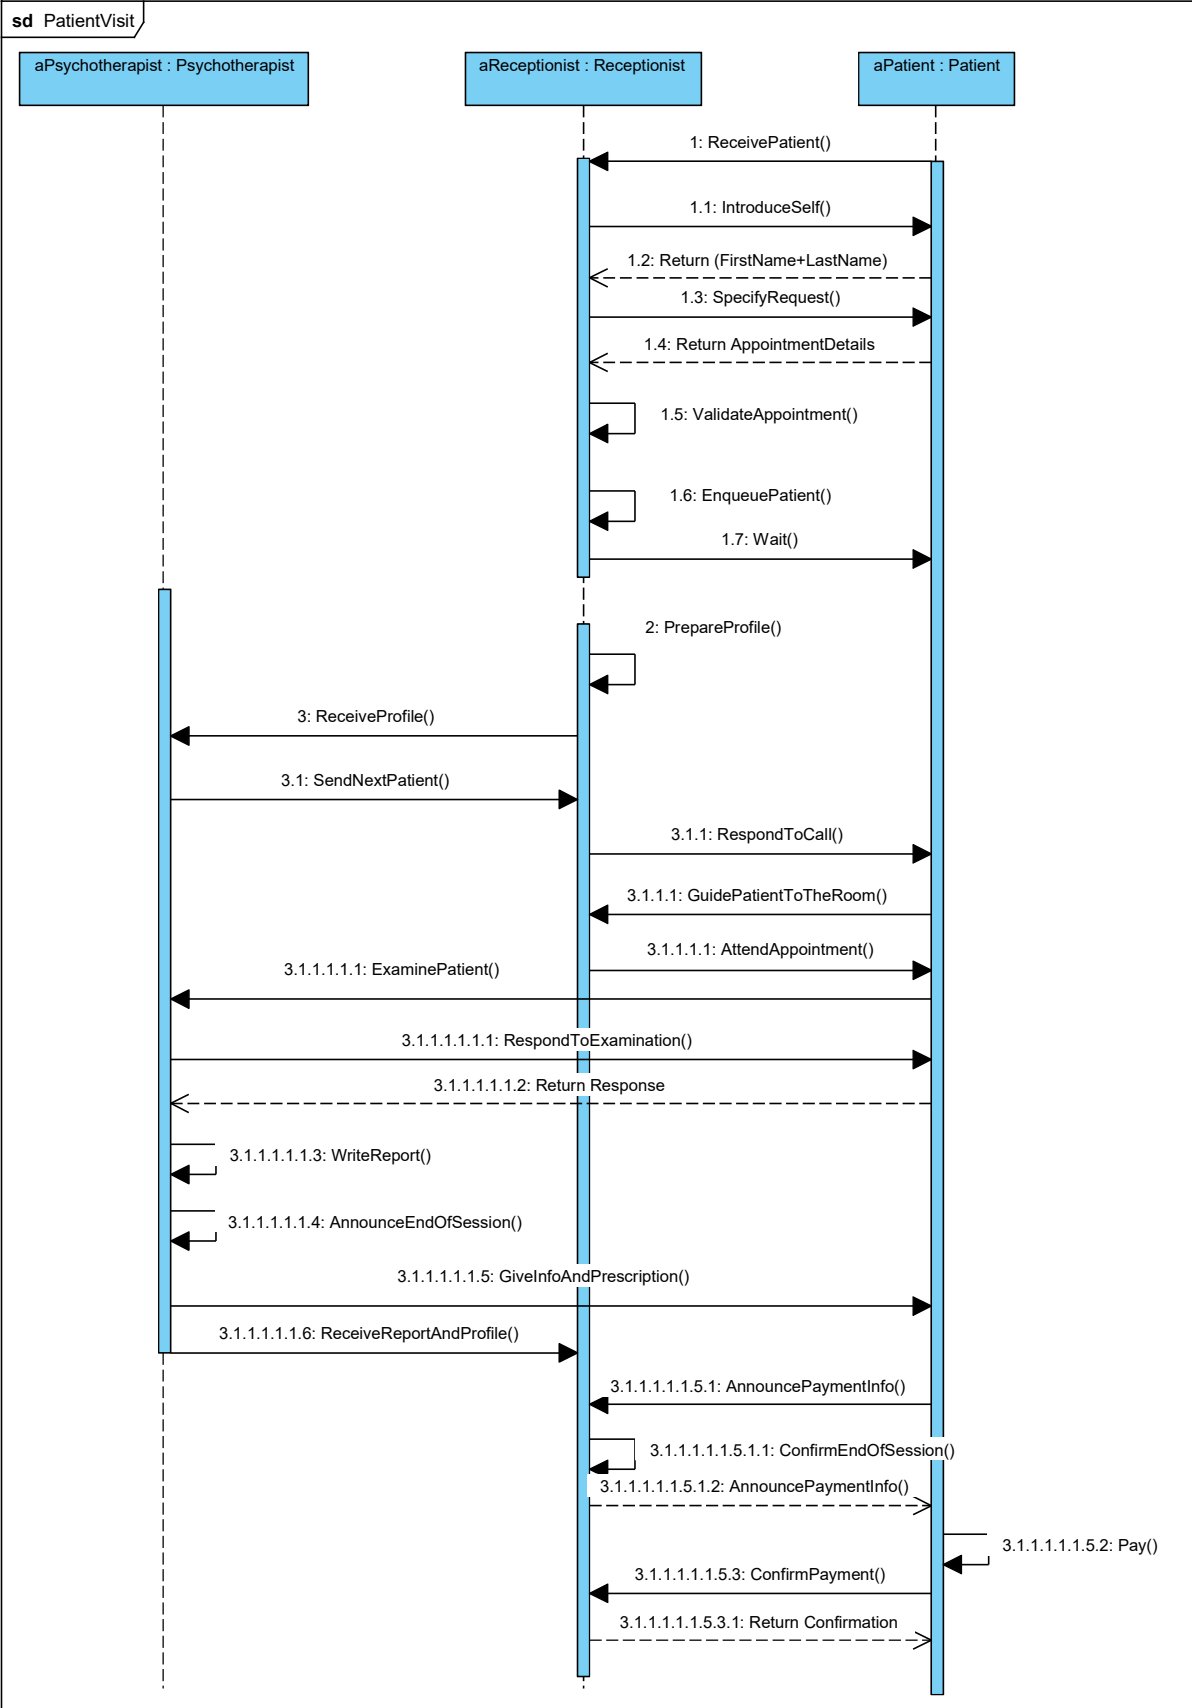 sd PatientVisit
aPsychotherapist : Psychotherapist
aReceptionist : Receptionist
aPatient : Patient
1: ReceivePatient()
1.1: IntroduceSelf()
1.2: Return (FirstName+LastName)
1.3: SpecifyRequest()
1.4: Return AppointmentDetails
1.5: ValidateAppointment()
1.6: EnqueuePatient()
1.7: Wait()
2: PrepareProfile()
3: ReceiveProfile()
3.1: SendNextPatient()
3.1.1: RespondToCall()
3.1.1.1: GuidePatientToTheRoom()
3.1.1.1.1: AttendAppointment()
3.1.1.1.1.1: ExaminePatient()
3.1.1.1.1.1.1: RespondToExamination()
3.1.1.1.1.1.2: Return Response
3.1.1.1.1.1.3: WriteReport()
3.1.1.1.1.1.4: AnnounceEndOfSession()
3.1.1.1.1.1.5: GiveInfoAndPrescription()
3.1.1.1.1.1.6: ReceiveReportAndProfile()
3.1.1.1.1.1.5.1: AnnouncePaymentInfo()
3.1.1.1.1.1.5.1.1: ConfirmEndOfSession()
3.1.1.1.1.1.5.1.2: AnnouncePaymentInfo()
3.1.1.1.1.1.5.2: Pay()
3.1.1.1.1.1.5.3: ConfirmPayment()
3.1.1.1.1.1.5.3.1: Return Confirmation